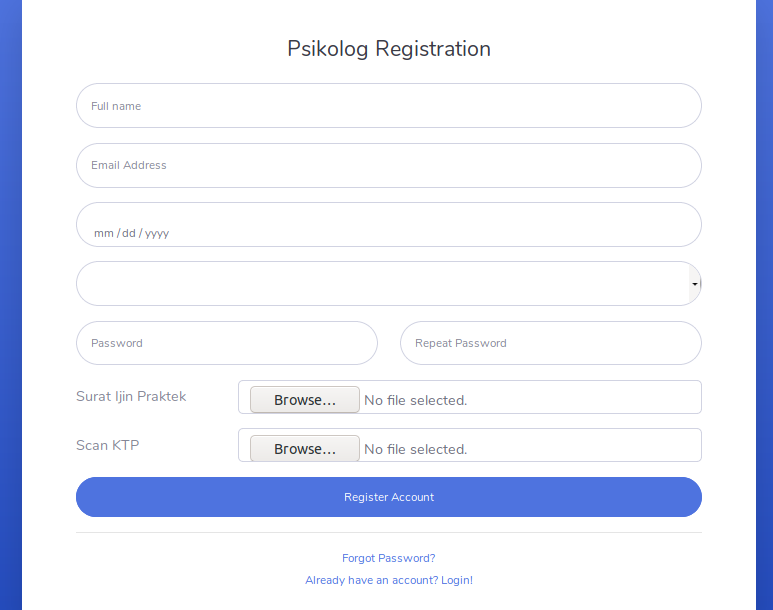 Psikolog Registration
Full name
Email Address
mm / dd / yyyy
Password
Repeat Password
Surat Ijin Praktek
Browse...
No file selected.
Scan KTP
Browse...
No file selected.
Register Account
Forgot Password?
Already have an account? Login!